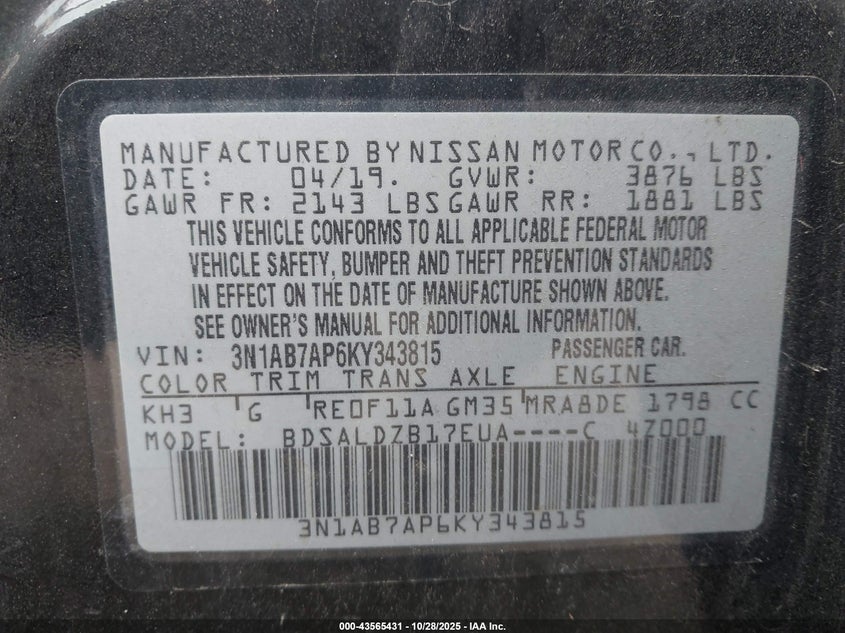 MANUFACTURED BY NISSAN MOTOR CO., LTD.
DATE: 04/19. GVWR: 3876 LBS
GAWR FR: 2143 LBS GAWR RR: 1881 LBS
THIS VEHICLE CONFORMS TO ALL APPLICABLE FEDERAL MOTOR
VEHICLE SAFETY, BUMPER AND THEFT PREVENTION STANDARDS
IN EFFECT ON THE DATE OF MANUFACTURE SHOWN ABOVE.
SEE OWNER'S MANUAL FOR ADDITIONAL INFORMATION.
VIN: 3N1AB7AP6KY343815 PASSENGER CAR.
COLOR TRIM TRANS AXLE ENGINE
KH3 G RE0F11A GM35 MRA8DE 1798 CC
MODEL: BDSALDZB17EUA----C 4Z000
3N1AB7AP6KY343815
000-43565431 - 10/28/2025 - IAA Inc.